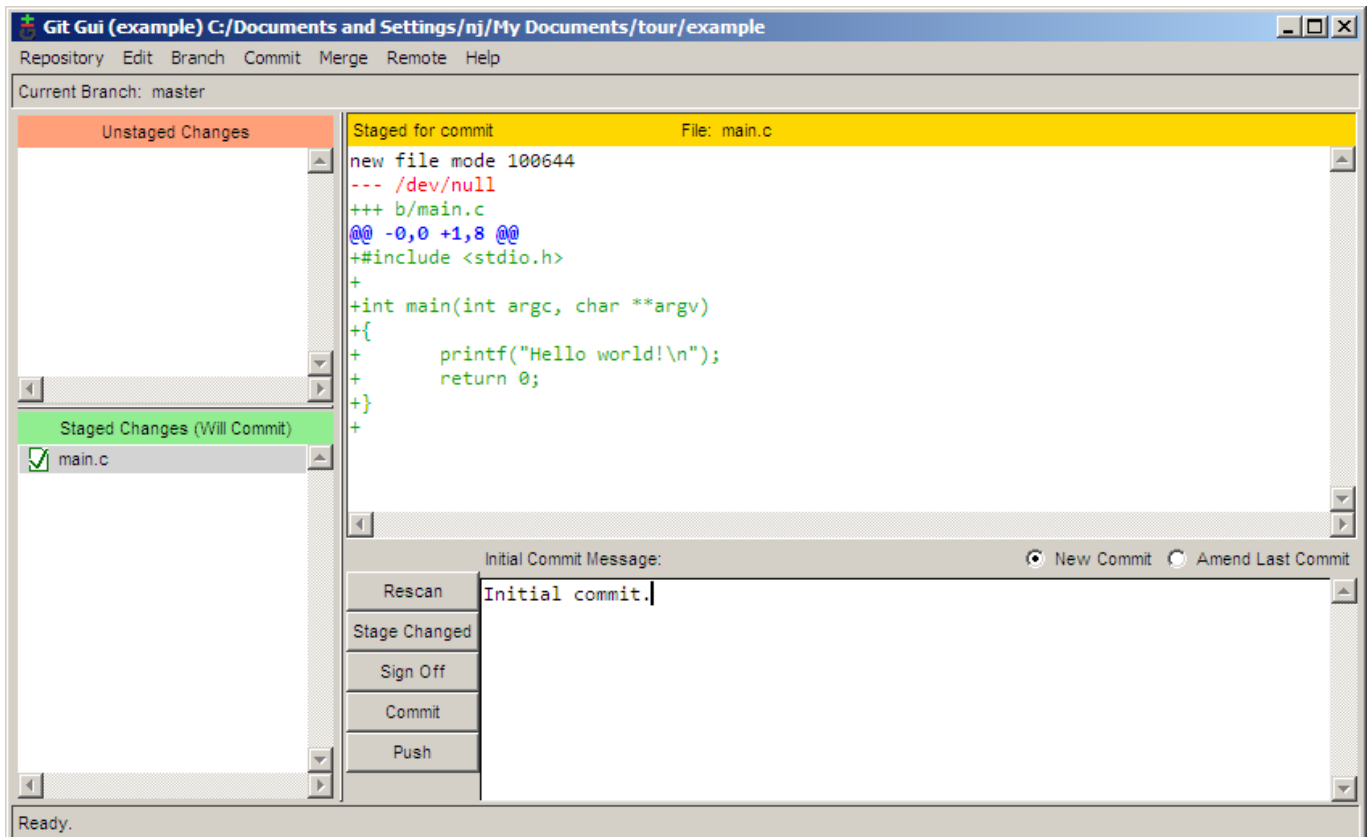 Git Gui (example) C:/Documents and Settings/nj/My Documents/tour/example
Repository Edit Branch Commit Merge Remote Help
Current Branch: master
Unstaged Changes
Staged Changes (Will Commit)
main.c
Staged for commit File: main.c
new file mode 100644
--- /dev/null
+++ b/main.c
@@ -0,0 +1,8 @@
+#include <stdio.h>
+
+int main(int argc, char **argv)
+{
+       printf("Hello world!\n");
+       return 0;
+}
+
Initial Commit Message: New Commit Amend Last Commit
Rescan
Stage Changed
Sign Off
Commit
Push
Initial commit.
Ready.